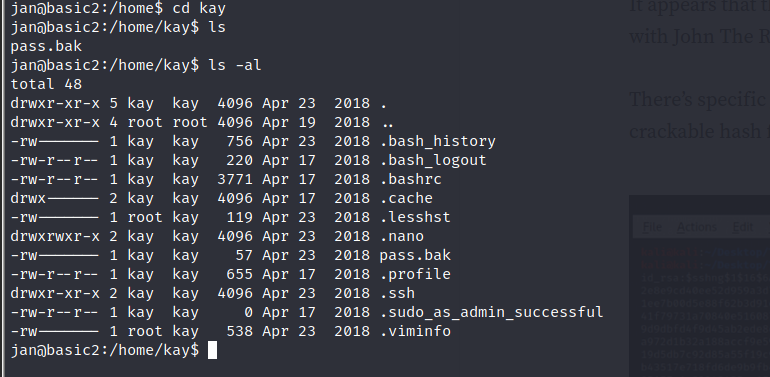 jan@basic2:/home$ cd kay
jan@basic2:/home/kay$ ls
pass.bak
jan@basic2:/home/kay$ ls -al
total 48
drwxr-xr-x 5 kay  kay  4096 Apr 23  2018 .
drwxr-xr-x 4 root root 4096 Apr 19  2018 ..
-rw------- 1 kay  kay   756 Apr 23  2018 .bash_history
-rw-r--r-- 1 kay  kay   220 Apr 17  2018 .bash_logout
-rw-r--r-- 1 kay  kay  3771 Apr 17  2018 .bashrc
drwx------ 2 kay  kay  4096 Apr 17  2018 .cache
-rw------- 1 root kay   119 Apr 23  2018 .lesshst
drwxrwxr-x 2 kay  kay  4096 Apr 23  2018 .nano
-rw------- 1 kay  kay    57 Apr 23  2018 pass.bak
-rw-r--r-- 1 kay  kay   655 Apr 17  2018 .profile
drwxr-xr-x 2 kay  kay  4096 Apr 23  2018 .ssh
-rw-r--r-- 1 kay  kay     0 Apr 17  2018 .sudo_as_admin_successful
-rw------- 1 root kay   538 Apr 23  2018 .viminfo
jan@basic2:/home/kay$
It appears that
with John The R
There's specific
crackable hash
File Actions Edit